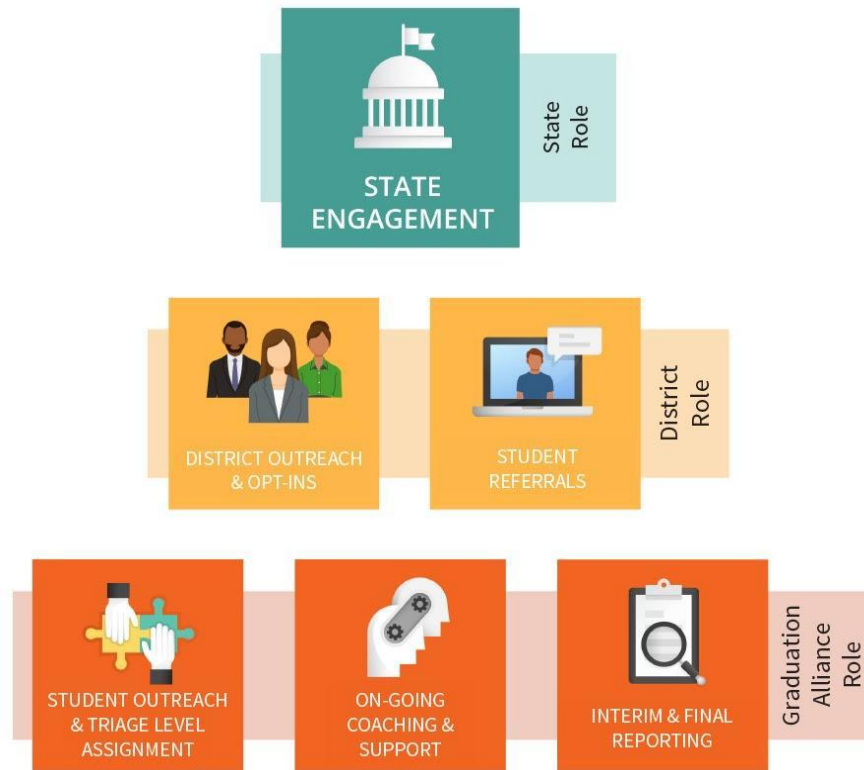 STATE
ENGAGEMENT
State
Role
DISTRICT OUTREACH
& OPT-INS
STUDENT
REFERRALS
District
Role
STUDENT OUTREACH
& TRIAGE LEVEL
ASSIGNMENT
ON-GOING
COACHING &
SUPPORT
INTERIM & FINAL
REPORTING
Graduation
Alliance
Role